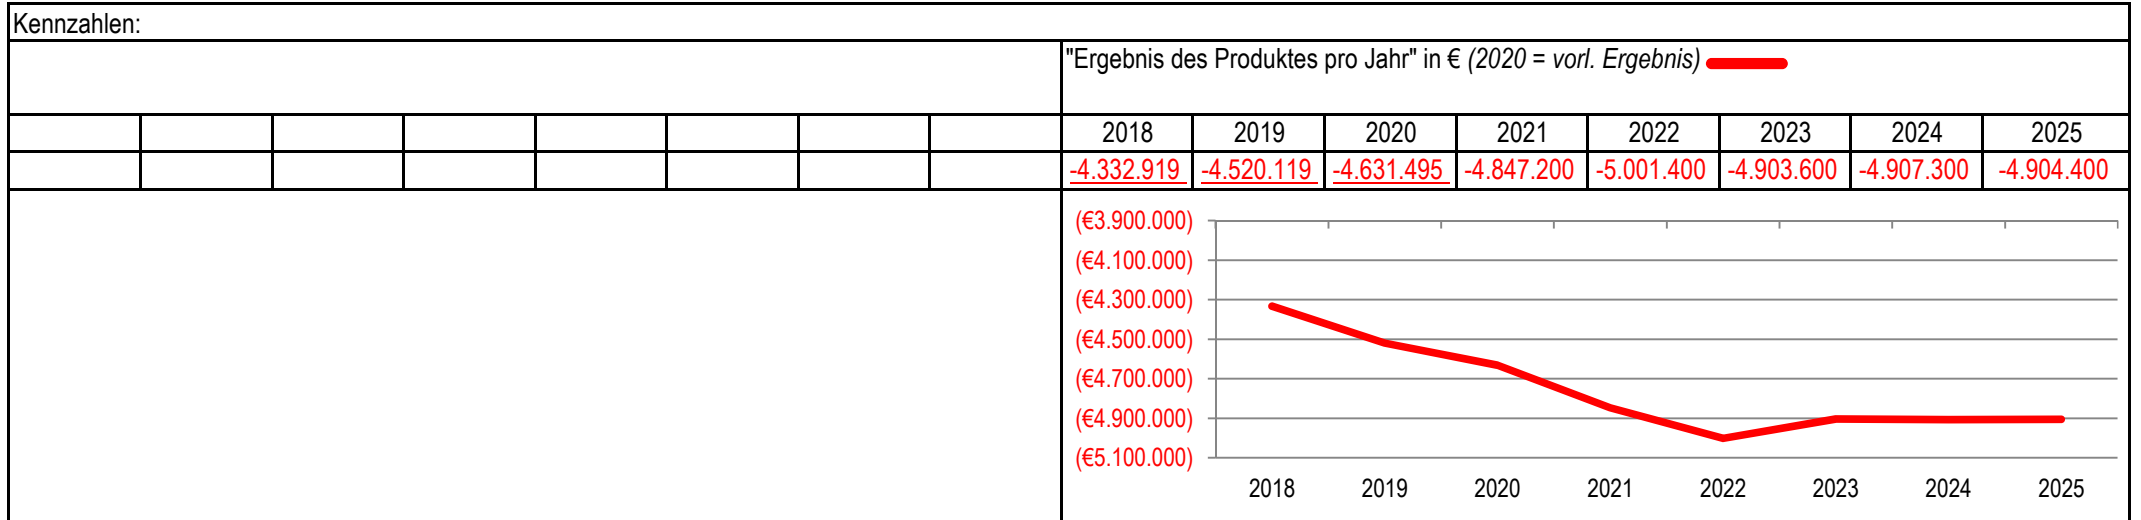 Kennzahlen:
"Ergebnis des Produktes pro Jahr" in € (2020 = vorl. Ergebnis)
2018 2019 2020 2021 2022 2023 2024 2025
-4.332.919 -4.520.119 -4.631.495 -4.847.200 -5.001.400 -4.903.600 -4.907.300 -4.904.400
(€3.900.000)
(€4.100.000)
(€4.300.000)
(€4.500.000)
(€4.700.000)
(€4.900.000)
(€5.100.000)
2018 2019 2020 2021 2022 2023 2024 2025